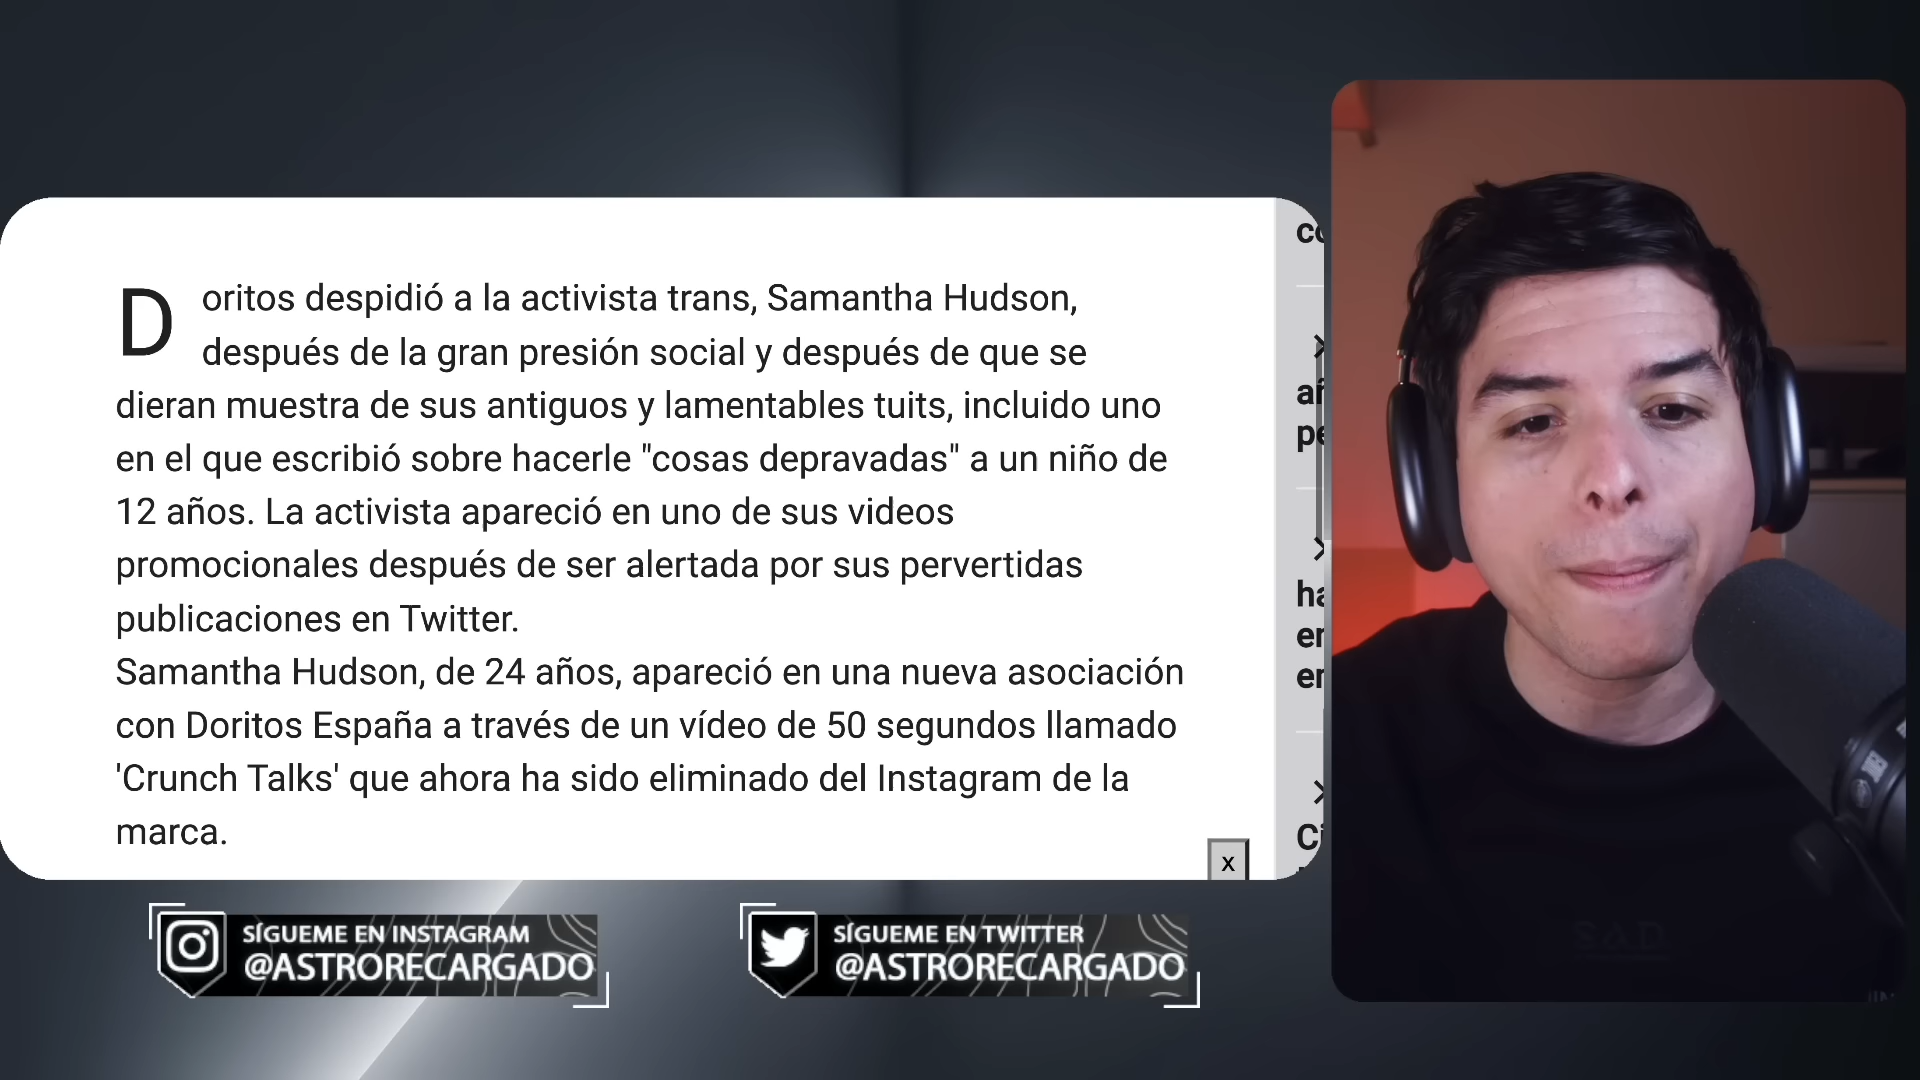 Doritos despidió a la activista trans, Samantha Hudson,
después de la gran presión social y después de que se
dieran muestra de sus antiguos y lamentables tuits, incluido uno
en el que escribió sobre hacerle "cosas depravadas" a un niño de
12 años. La activista apareció en uno de sus videos
promocionales después de ser alertada por sus pervertidas
publicaciones en Twitter.
Samantha Hudson, de 24 años, apareció en una nueva asociación
con Doritos España a través de un vídeo de 50 segundos llamado
'Crunch Talks' que ahora ha sido eliminado del Instagram de la
marca.
x
SÍGUEME EN INSTAGRAM
@ASTRORECARGADO
SÍGUEME EN TWITTER
@ASTRORECARGADO
SAD